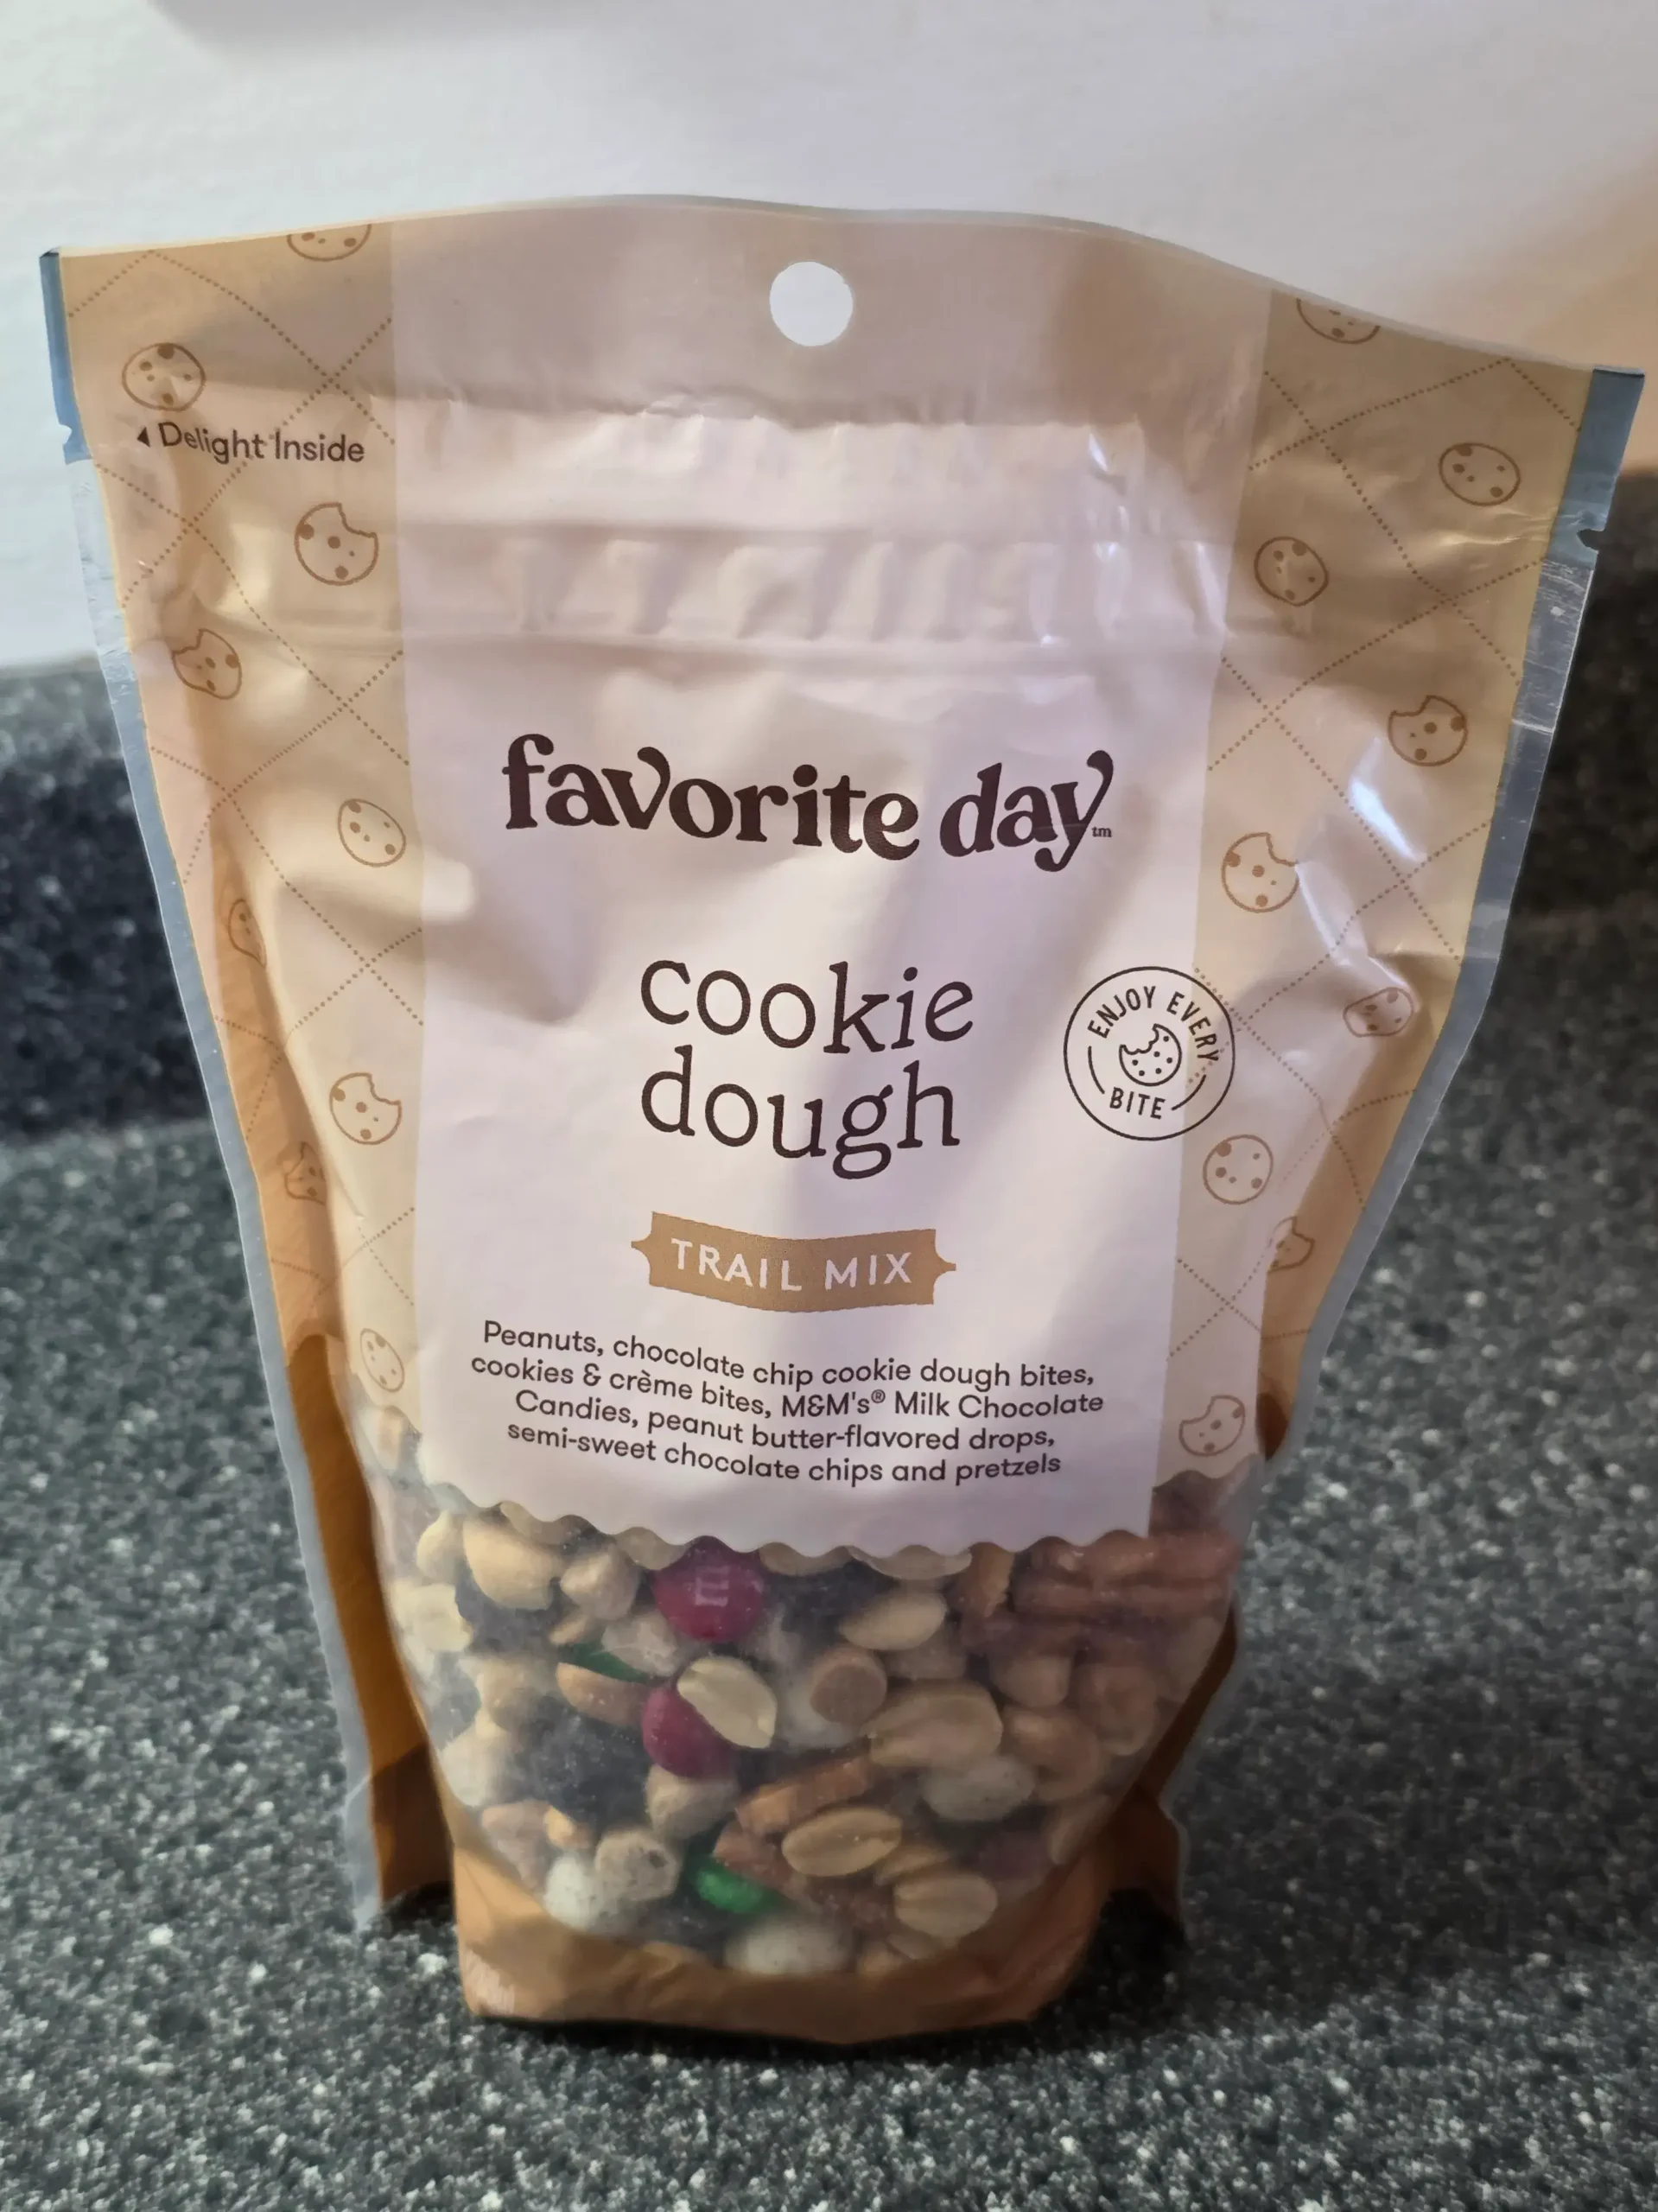 Delight Inside
favorite day™
cookie
dough
ENJOY EVERY
BITE
TRAIL MIX
Peanuts, chocolate chip cookie dough bites,
cookies & crème bites, M&M's® Milk Chocolate
Candies, peanut butter-flavored drops,
semi-sweet chocolate chips and pretzels
m